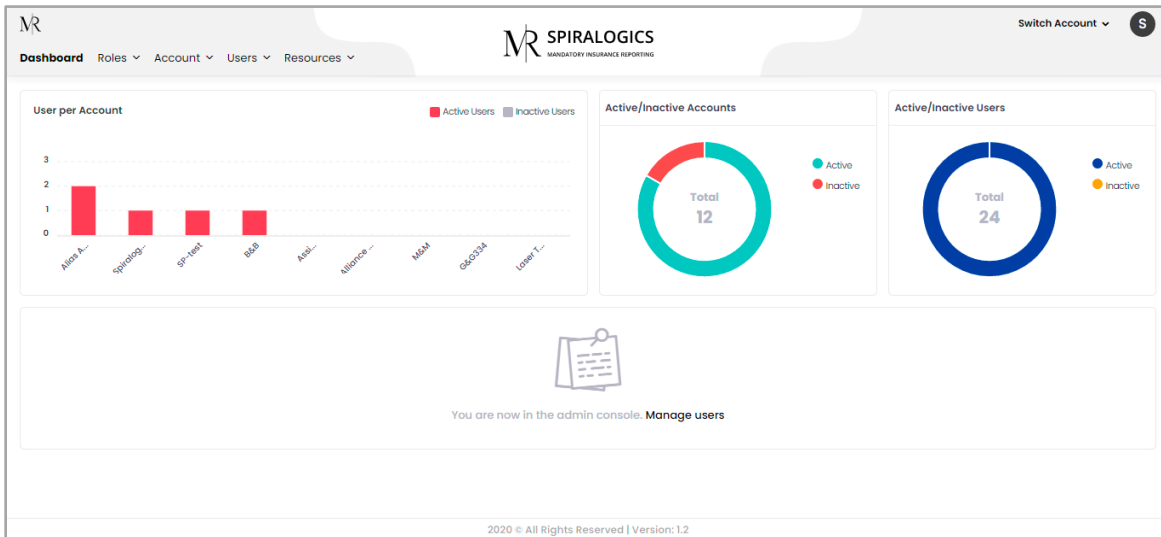 MR
SPIRALOGICS
MANDATORY INSURANCE REPORTING
Switch Account
S
Dashboard Roles Account Users Resources
User per Account
Active Users Inactive Users
3
2
1
0
Alias A...
Spiralog...
SP-test
B&B
Assi...
Alliance ...
M&M
G&G334
Laser T...
Active/Inactive Accounts
Total
12
Active
Inactive
Active/Inactive Users
Total
24
Active
Inactive
You are now in the admin console. Manage users
2020 © All Rights Reserved | Version: 1.2